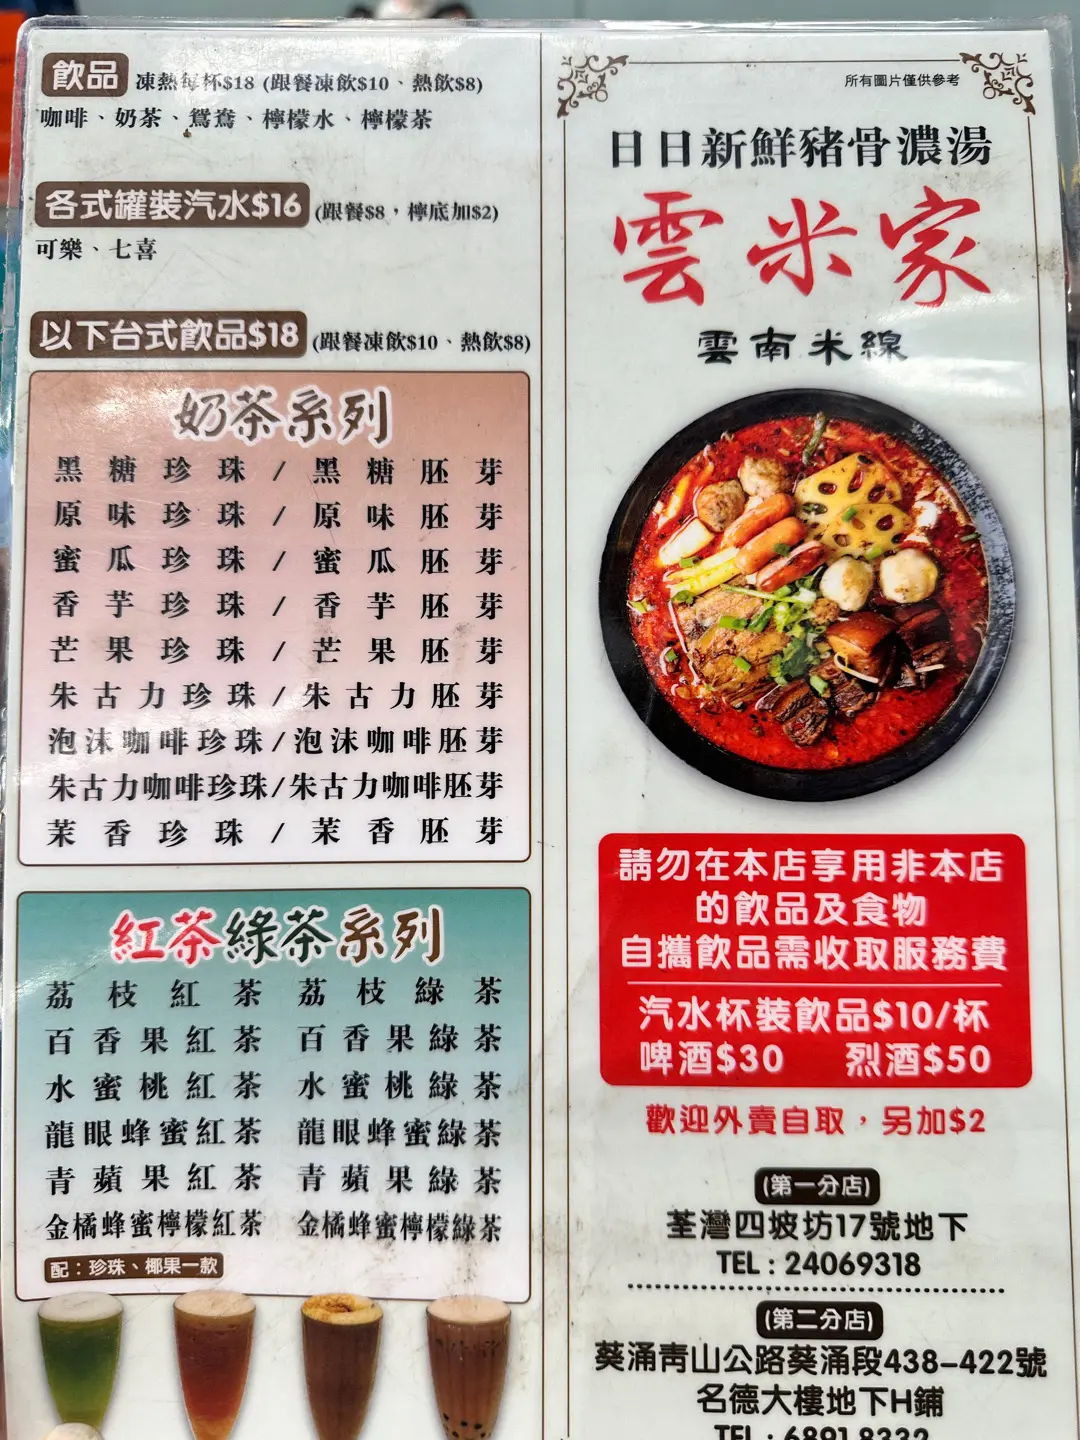 飲品 凍熱每杯$18 (跟餐凍飲$10、熱飲$8)
咖啡、奶茶、鴛鴦、檸檬水、檸檬茶
各式罐裝汽水$16 (跟餐$8，檸底加$2)
可樂、七喜
以下台式飲品$18 (跟餐凍飲$10、熱飲$8)
奶茶系列
黑糖珍珠/黑糖胚芽
原味珍珠/原味胚芽
蜜瓜珍珠/蜜瓜胚芽
香芋珍珠/香芋胚芽
芒果珍珠/芒果胚芽
朱古力珍珠/朱古力胚芽
泡沫咖啡珍珠/泡沫咖啡胚芽
朱古力咖啡珍珠/朱古力咖啡胚芽
茉香珍珠/茉香胚芽
紅茶綠茶系列
荔枝紅茶 荔枝綠茶
百香果紅茶 百香果綠茶
水蜜桃紅茶 水蜜桃綠茶
龍眼蜂蜜紅茶 龍眼蜂蜜綠茶
青蘋果紅茶 青蘋果綠茶
金橘蜂蜜檸檬紅茶 金橘蜂蜜檸檬綠茶
配：珍珠、椰果一款
所有圖片僅供參考
日日新鮮豬骨濃湯
雲米家
雲南米線
請勿在本店享用非本店
的飲品及食物
自攜飲品需收取服務費
汽水杯裝飲品$10/杯
啤酒$30 烈酒$50
歡迎外賣自取，另加$2
(第一分店)
荃灣四坡坊17號地下
TEL : 24069318
(第二分店)
葵涌青山公路葵涌段438-422號
名德大樓地下H鋪
TEL : 6891 8332